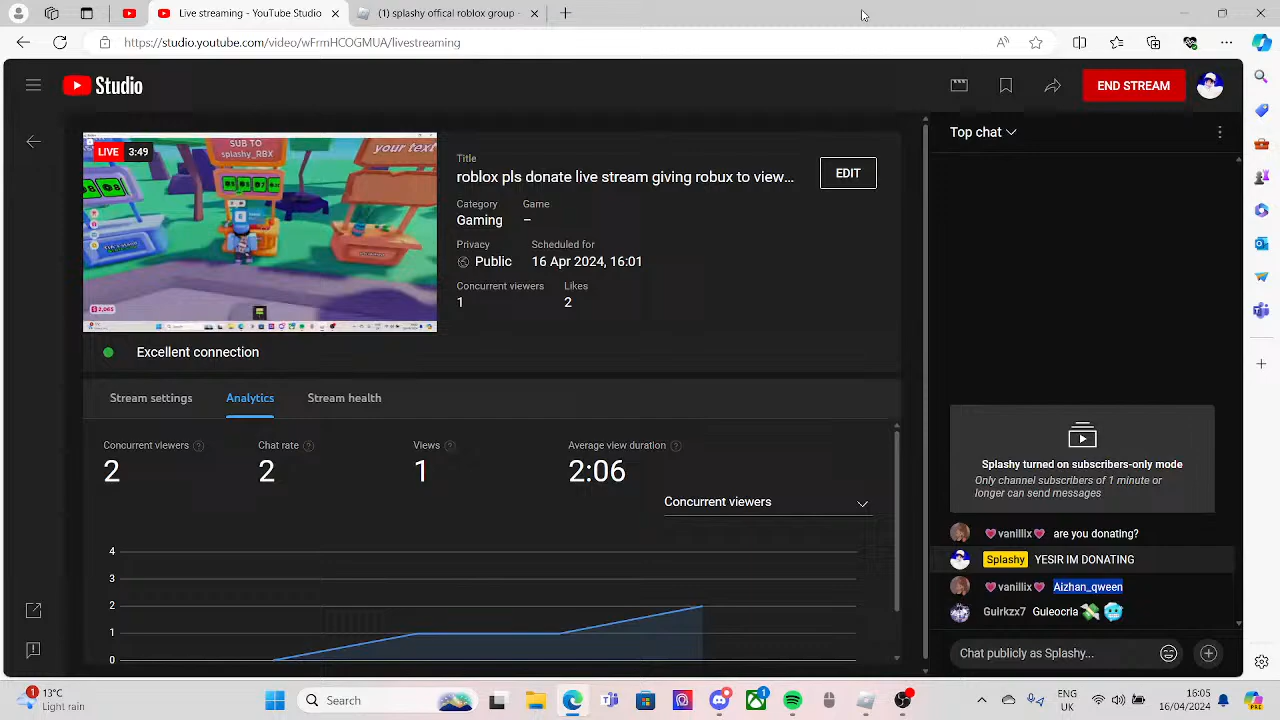 Live streaming - YouTube Studio
(1) splashy offical roblox group -
https://studio.youtube.com/video/wFrmHCOGMUA/livestreaming
Studio
END STREAM
LIVE 3:49
SUB TO
splashy_RBX
your text
Title
roblox pls donate live stream giving robux to view...
EDIT
Category
Game
Gaming
–
Privacy
Scheduled for
Public
16 Apr 2024, 16:01
Concurrent viewers
Likes
1
2
2,065
Excellent connection
Stream settings
Analytics
Stream health
Concurrent viewers
Chat rate
Views
Average view duration
2
2
1
2:06
Concurrent viewers
4
3
2
1
0
Top chat
Splashy turned on subscribers-only mode
Only channel subscribers of 1 minute or
longer can send messages
💗vanillix💗 are you donating?
Splashy YESIR IM DONATING
💗vanillix💗 Aizhan_qween
Guirkzx7 Guleocria 💸🥶
Chat publicly as Splashy...
1
13°C
Light rain
Search
1
ENG
UK
16:05
16/04/2024